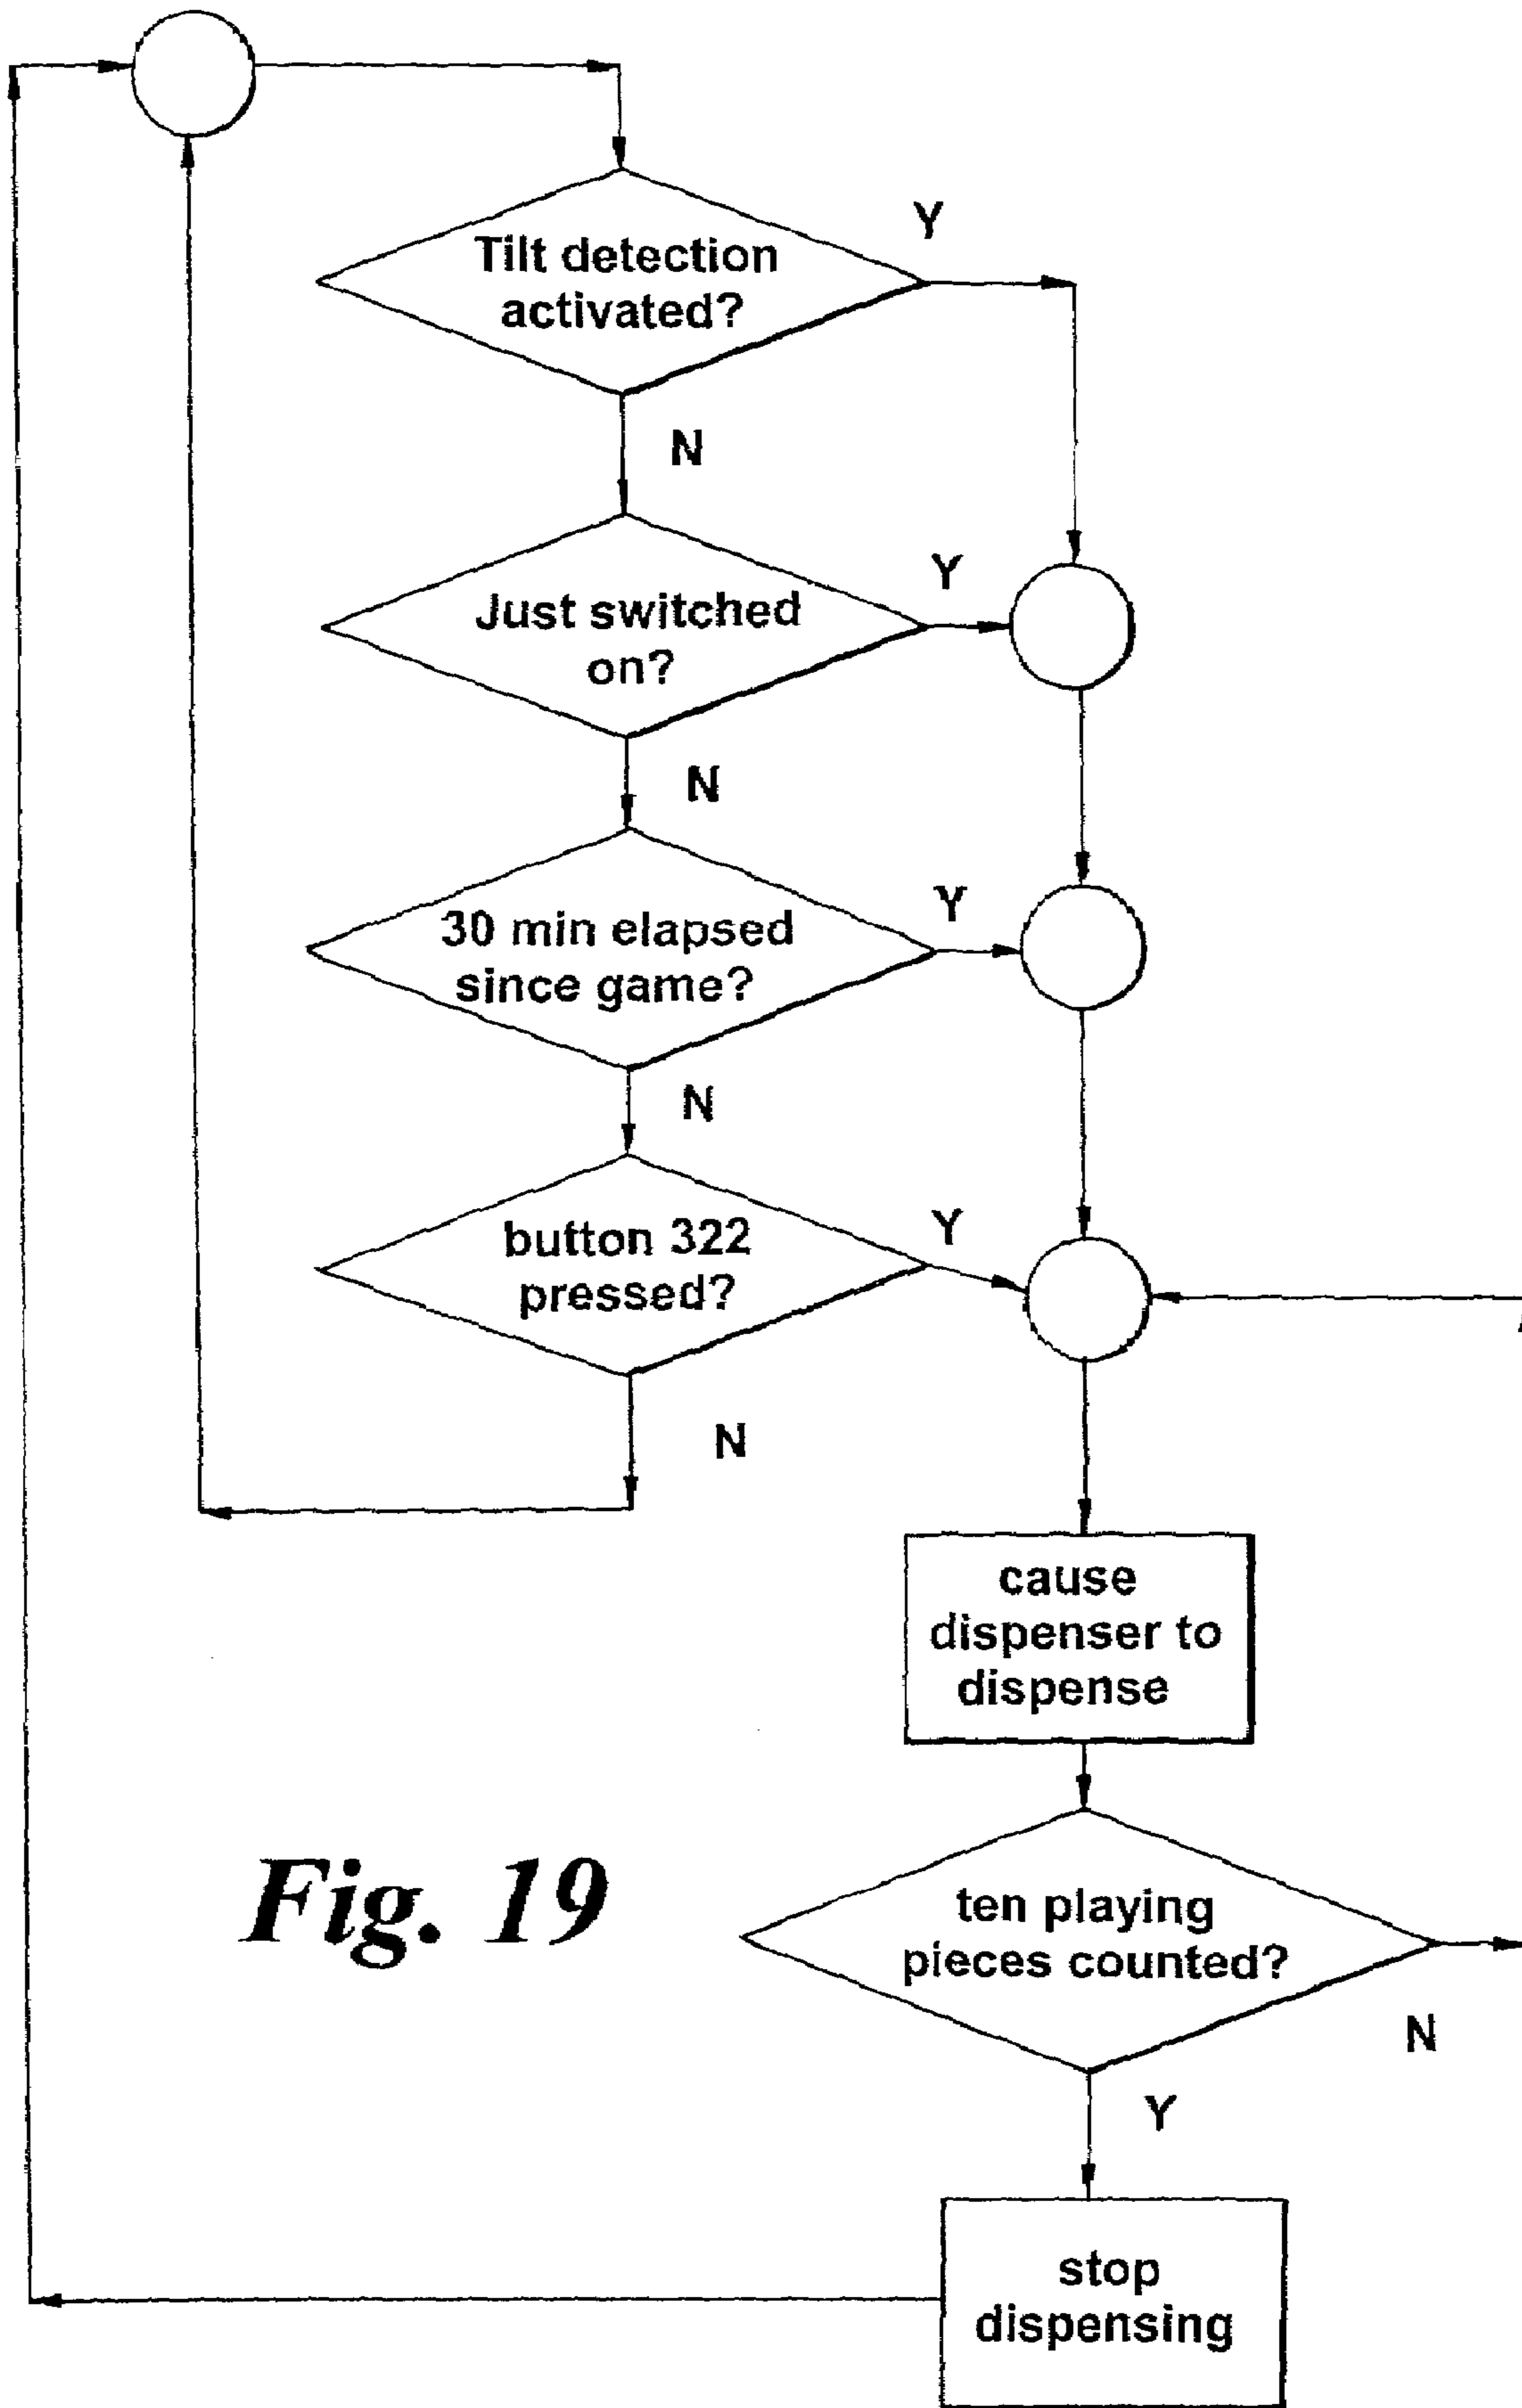 Tilt detection
activated?
Y
N
Just switched
on?
Y
N
30 min elapsed
since game?
Y
N
button 322
pressed?
Y
N
cause
dispenser to
dispense
ten playing
pieces counted?
N
Y
stop
dispensing
Fig. 19